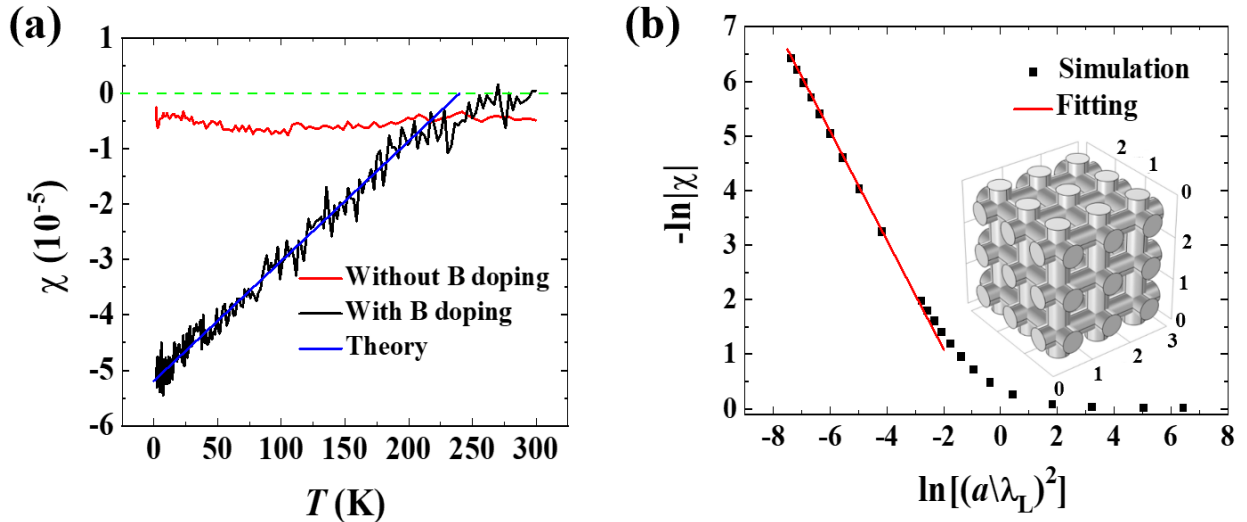 (a)
1
0
-1
-2
-3
-4
-5
-6
χ (10⁻⁵)
Without B doping
With B doping
Theory
0 50 100 150 200 250 300
T (K)
(b)
7
6
5
4
3
2
1
0
-ln|χ|
Simulation
Fitting
2
1
0
2
1
0
3
2
1
0
-8 -6 -4 -2 0 2 4 6 8
ln[(a\λ_L)²]